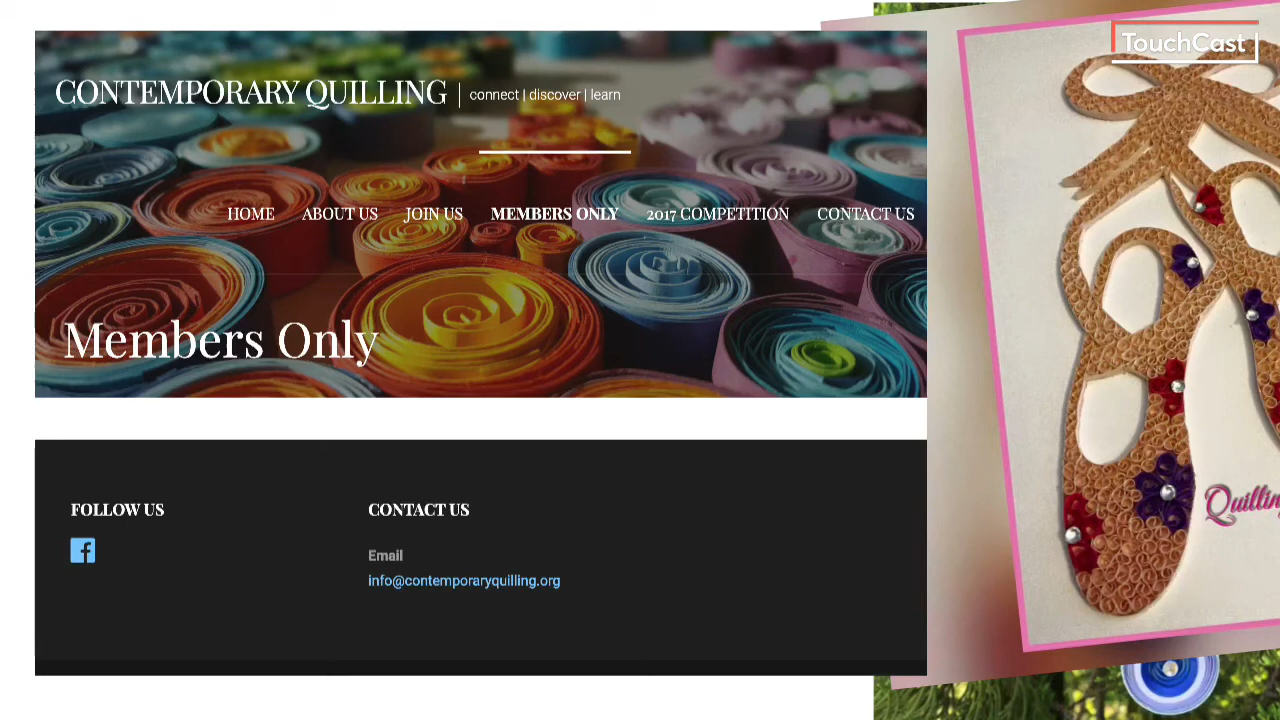 TouchCast
CONTEMPORARY QUILLING | connect | discover | learn
HOME ABOUT US JOIN US MEMBERS ONLY 2017 COMPETITION CONTACT US
Members Only
FOLLOW US
CONTACT US
Email
info@contemporaryquilling.org